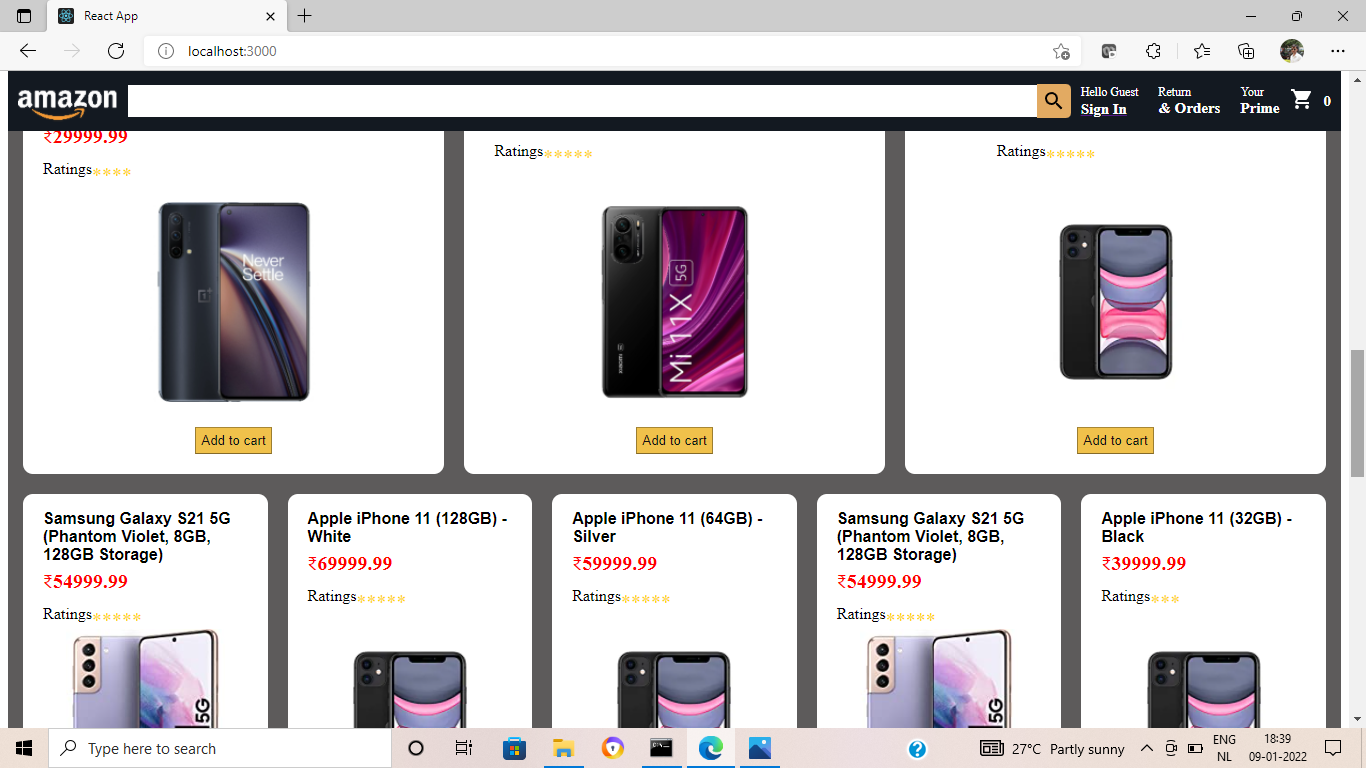 React App
localhost:3000
amazon
Hello Guest
Sign In
Return
& Orders
Your
Prime
0
₹29999.99
Ratings****
Ratings*****
Ratings*****
Never
Settle
Mi 11X 5G
Add to cart
Add to cart
Add to cart
Samsung Galaxy S21 5G
(Phantom Violet, 8GB,
128GB Storage)
₹54999.99
Ratings*****
5G
Apple iPhone 11 (128GB) -
White
₹69999.99
Ratings*****
Apple iPhone 11 (64GB) -
Silver
₹59999.99
Ratings*****
Samsung Galaxy S21 5G
(Phantom Violet, 8GB,
128GB Storage)
₹54999.99
Ratings*****
5G
Apple iPhone 11 (32GB) -
Black
₹39999.99
Ratings***
Type here to search
27°C Partly sunny
ENG
NL
18:39
09-01-2022